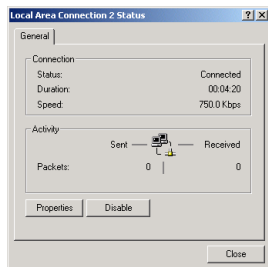 Local Area Connection 2 Status
General
Connection
Status: Connected
Duration: 00:04:20
Speed: 750.0 Kbps
Activity
Sent — — Received
Packets: 0 | 0
Properties Disable
Close